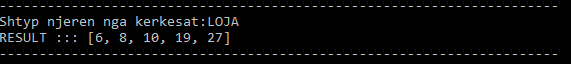 Shtyp njeren nga kerkesat:LOJA
RESULT ::: [6, 8, 10, 19, 27]